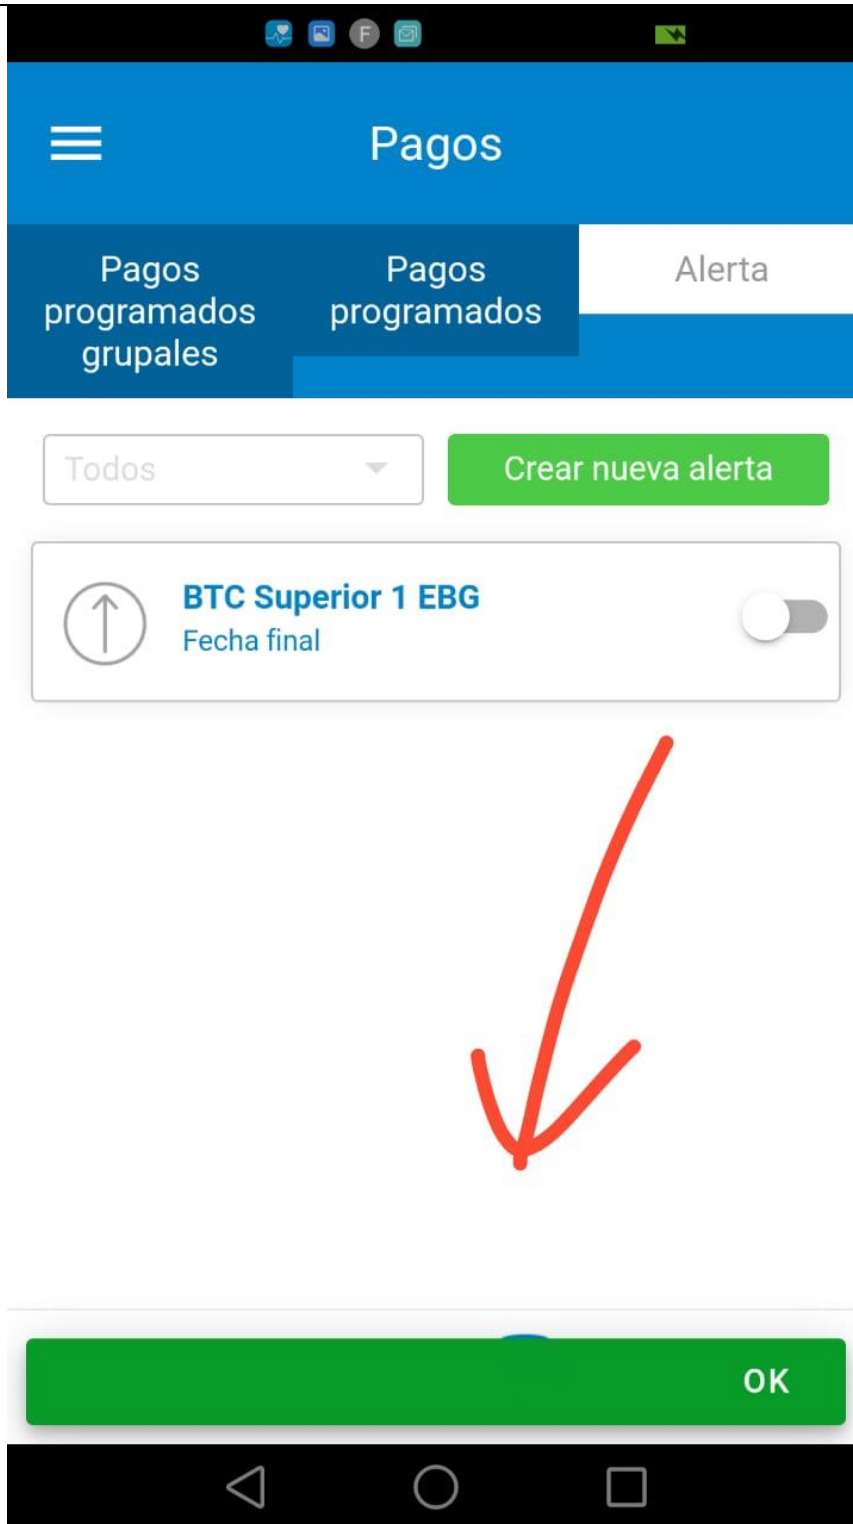 F
Pagos
Pagos
programados
grupales
Pagos
programados
Alerta
Todos
Crear nueva alerta
BTC Superior 1 EBG
Fecha final
OK